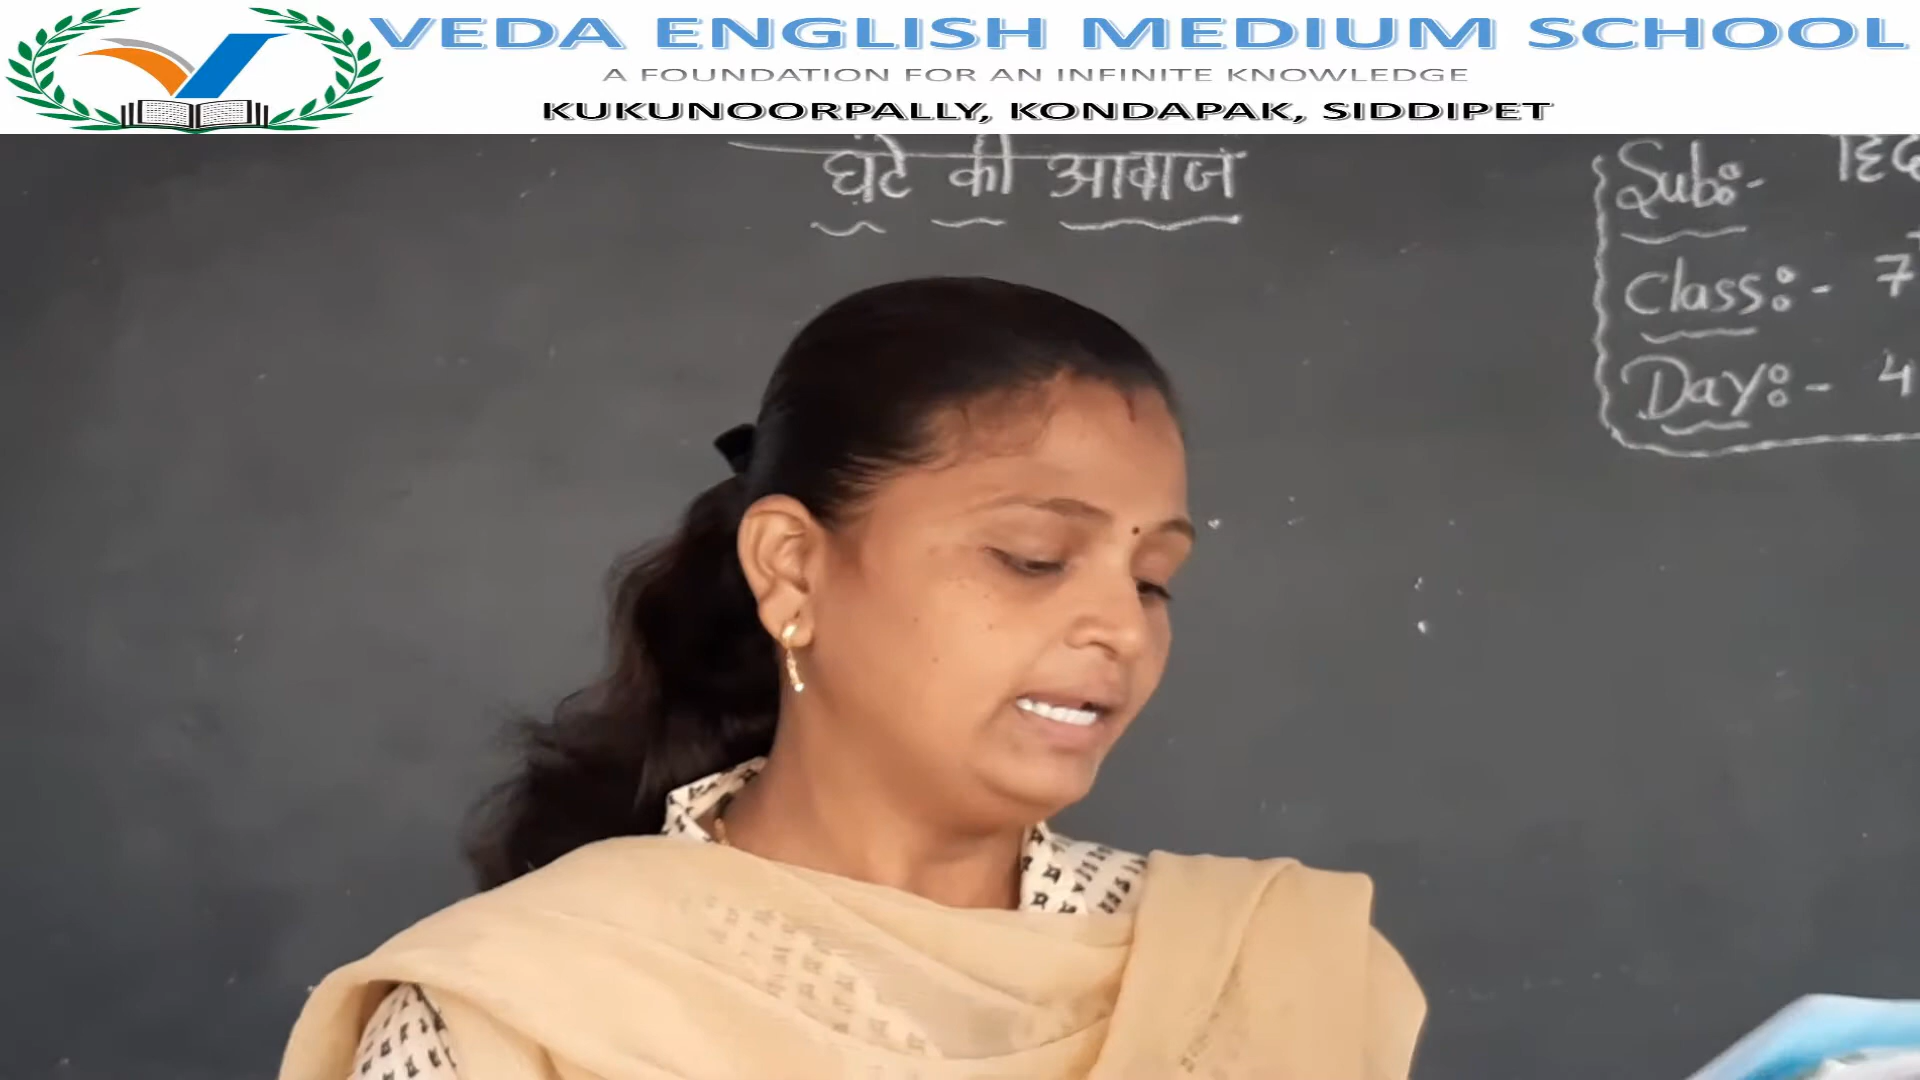 VEDA ENGLISH MEDIUM SCHOOL
A FOUNDATION FOR AN INFINITE KNOWLEDGE
KUKUNOORPALLY, KONDAPAK, SIDDIPET
घंटे की आवाज
Sub:-
Class:- 7
Day:- 4